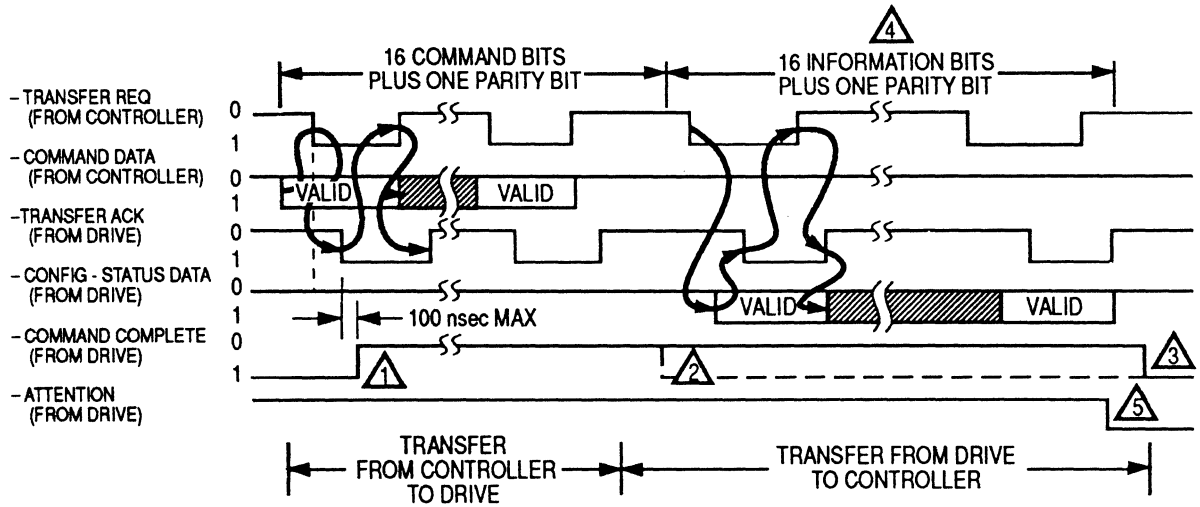 4
16 COMMAND BITS
PLUS ONE PARITY BIT
16 INFORMATION BITS
PLUS ONE PARITY BIT
– TRANSFER REQ
(FROM CONTROLLER)
0
1
– COMMAND DATA
(FROM CONTROLLER)
0
1
VALID
VALID
–TRANSFER ACK
(FROM DRIVE)
0
1
– CONFIG - STATUS DATA
(FROM DRIVE)
0
1
VALID
VALID
100 nsec MAX
– COMMAND COMPLETE
(FROM DRIVE)
0
1
1
2
3
– ATTENTION
(FROM DRIVE)
5
TRANSFER
FROM CONTROLLER
TO DRIVE
TRANSFER FROM DRIVE
TO CONTROLLER